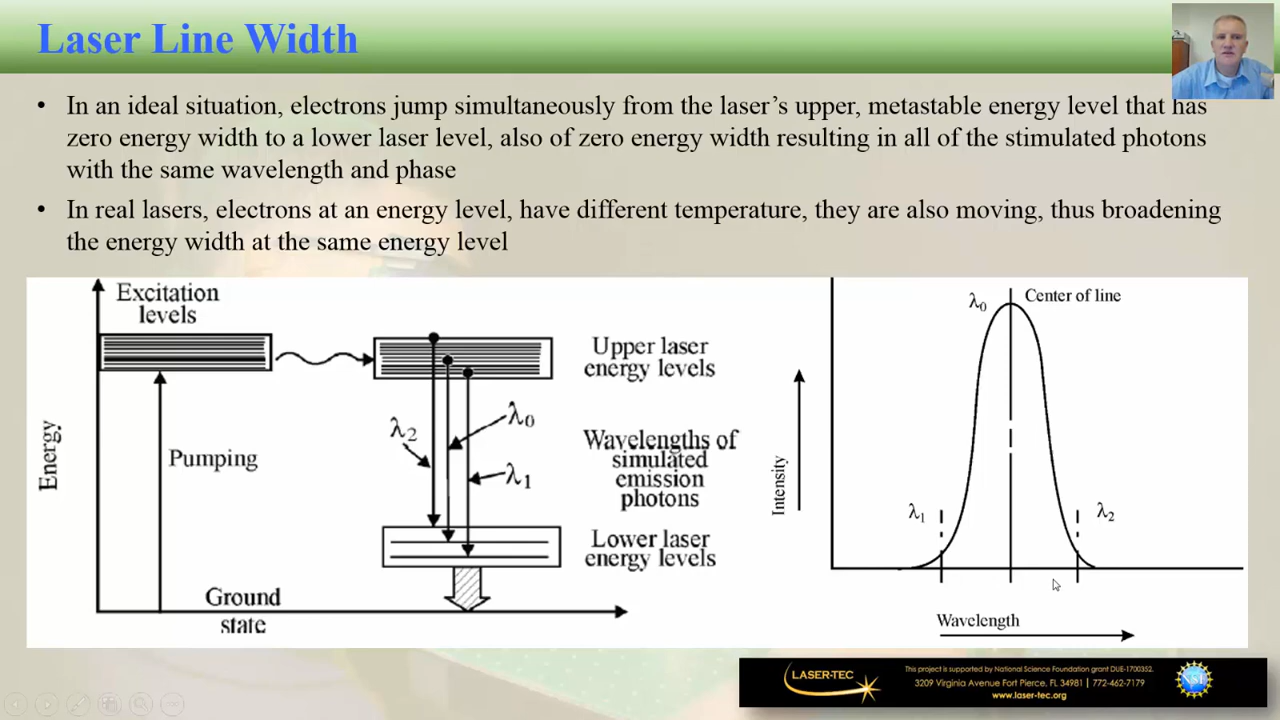 Laser Line Width
• In an ideal situation, electrons jump simultaneously from the laser's upper, metastable energy level that has
zero energy width to a lower laser level, also of zero energy width resulting in all of the stimulated photons
with the same wavelength and phase
• In real lasers, electrons at an energy level, have different temperature, they are also moving, thus broadening
the energy width at the same energy level
Excitation
levels
Energy
Pumping
Ground
state
λ2
λ0
λ1
Upper laser
energy levels
Wavelengths of
simulated
emission
photons
Lower laser
energy levels
λ0
Center of line
Intensity
λ1
λ2
Wavelength
LASER-TEC
This project is supported by National Science Foundation grant DUE-1700352.
3209 Virginia Avenue Fort Pierce, FL 34981 | 772-462-7179
www.laser-tec.org
NSF